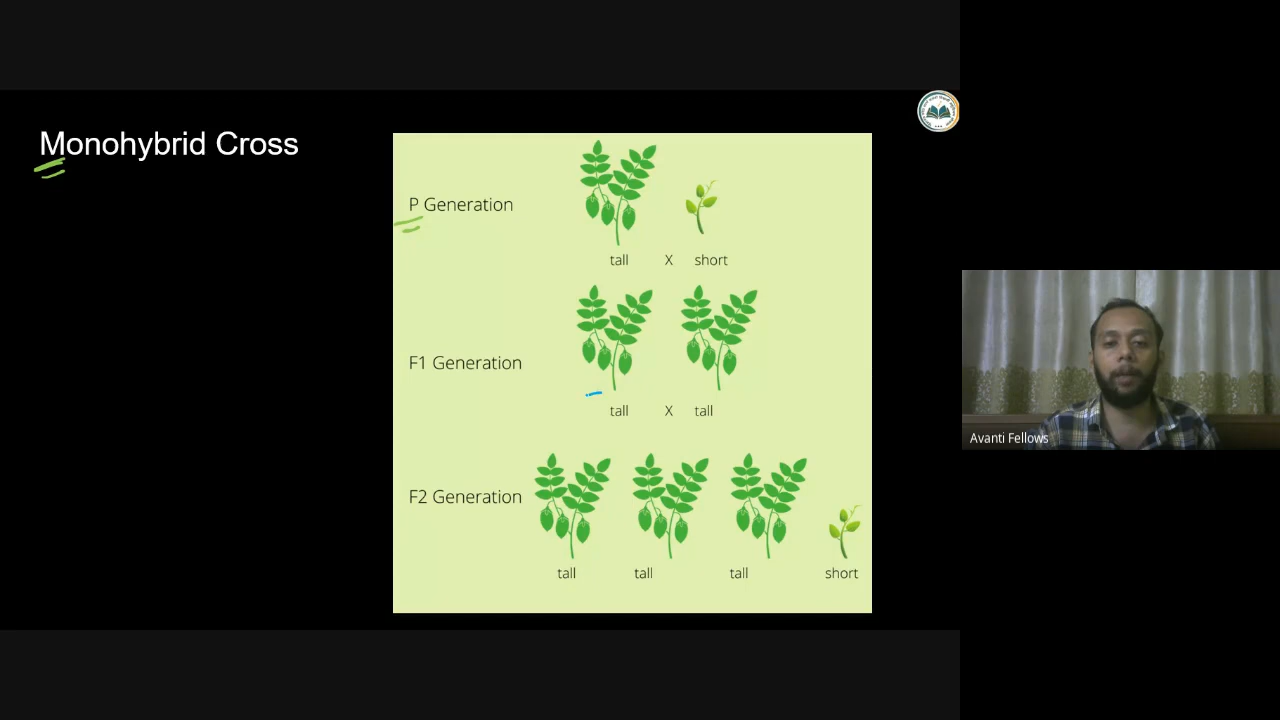 Monohybrid Cross
P Generation
tall X short
F1 Generation
tall X tall
F2 Generation
tall tall tall short
Avanti Fellows